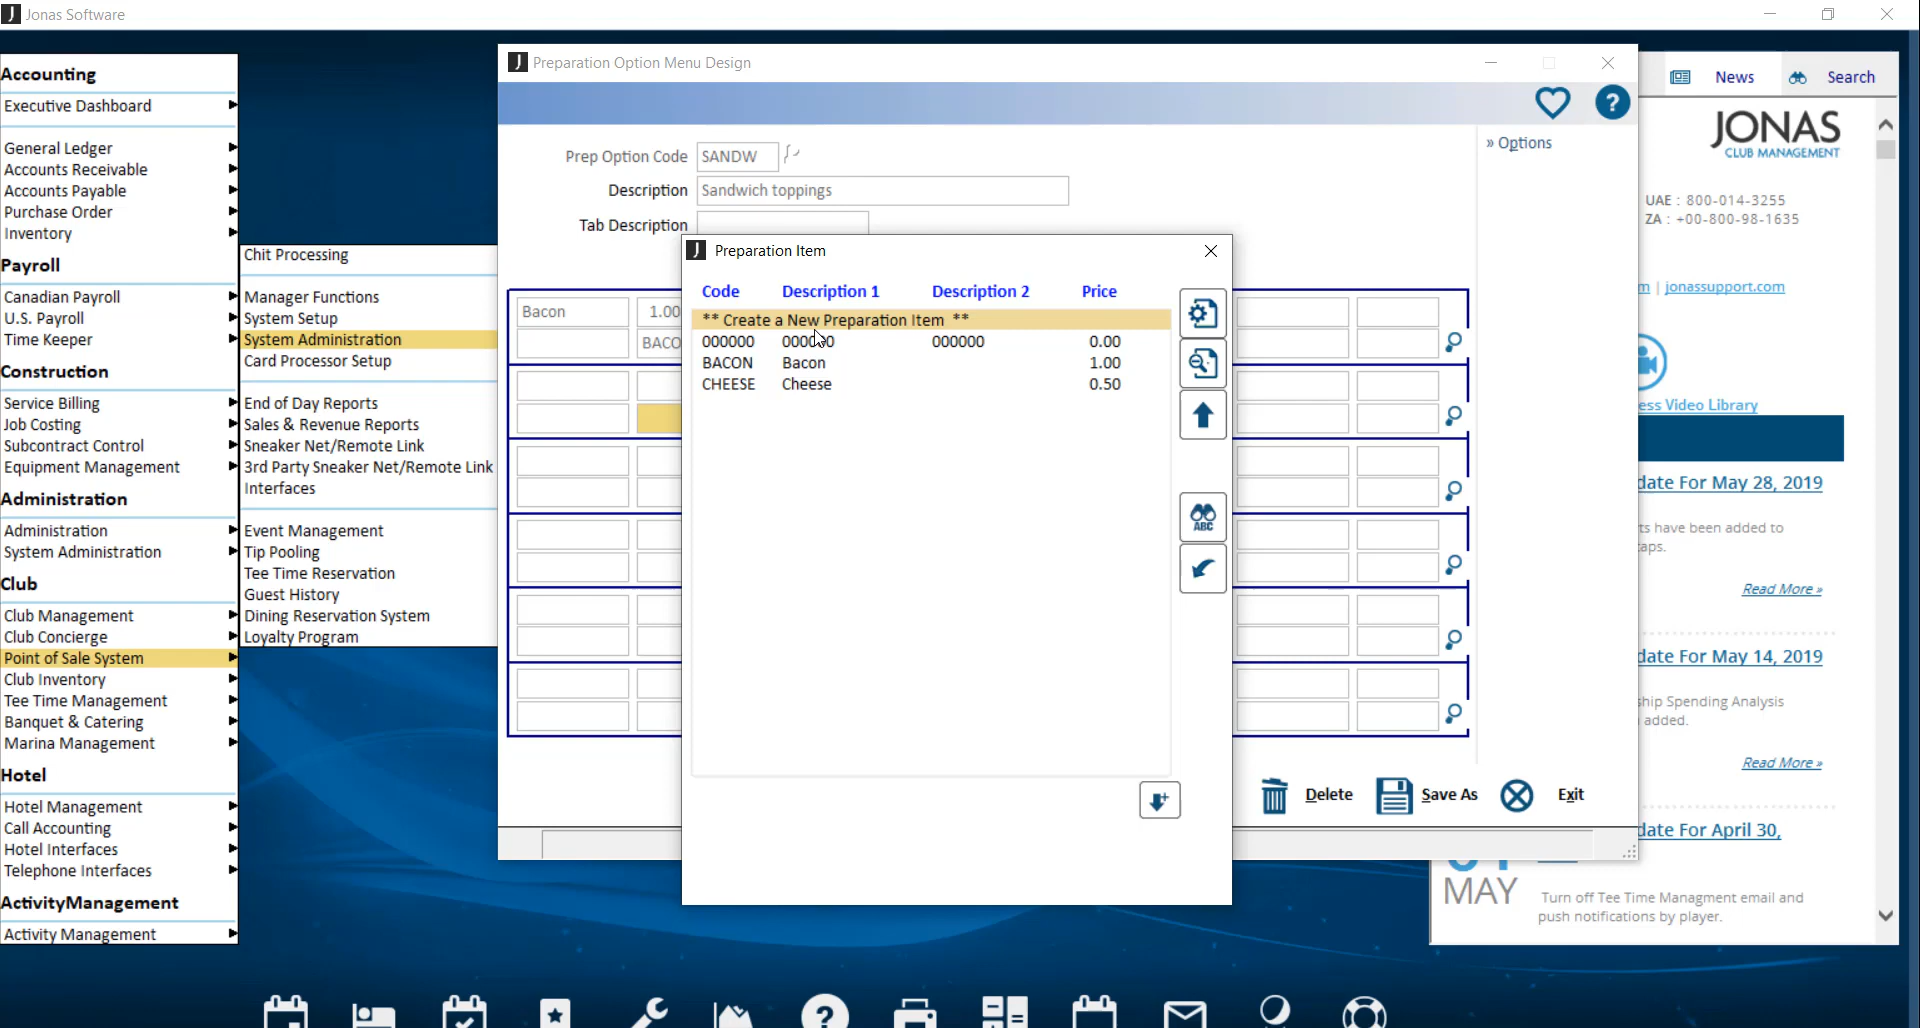 Jonas Software
Accounting
Executive Dashboard
General Ledger
Accounts Receivable
Accounts Payable
Purchase Order
Inventory
Payroll
Canadian Payroll
U.S. Payroll
Time Keeper
Construction
Service Billing
Job Costing
Subcontract Control
Equipment Management
Administration
Administration
System Administration
Club
Club Management
Club Concierge
Point of Sale System
Club Inventory
Tee Time Management
Banquet & Catering
Marina Management
Hotel
Hotel Management
Call Accounting
Hotel Interfaces
Telephone Interfaces
ActivityManagement
Activity Management
Chit Processing
Manager Functions
System Setup
System Administration
Card Processor Setup
End of Day Reports
Sales & Revenue Reports
Sneaker Net/Remote Link
3rd Party Sneaker Net/Remote Link
Interfaces
Event Management
Tip Pooling
Tee Time Reservation
Guest History
Dining Reservation System
Loyalty Program
Preparation Option Menu Design
» Options
Prep Option Code SANDW
Description Sandwich toppings
Tab Description
Bacon 1.00
BACO
Preparation Item
Code Description 1 Description 2 Price
** Create a New Preparation Item **
000000 000000 000000 0.00
BACON Bacon 1.00
CHEESE Cheese 0.50
ABC
Delete Save As Exit
News Search
JONAS
CLUB MANAGEMENT
UAE : 800-014-3255
ZA : +00-800-98-1635
m | jonassupport.com
ess Video Library
date For May 28, 2019
ts have been added to
taps.
Read More »
date For May 14, 2019
ship Spending Analysis
added.
Read More »
date For April 30,
MAY
Turn off Tee Time Managment email and
push notifications by player.